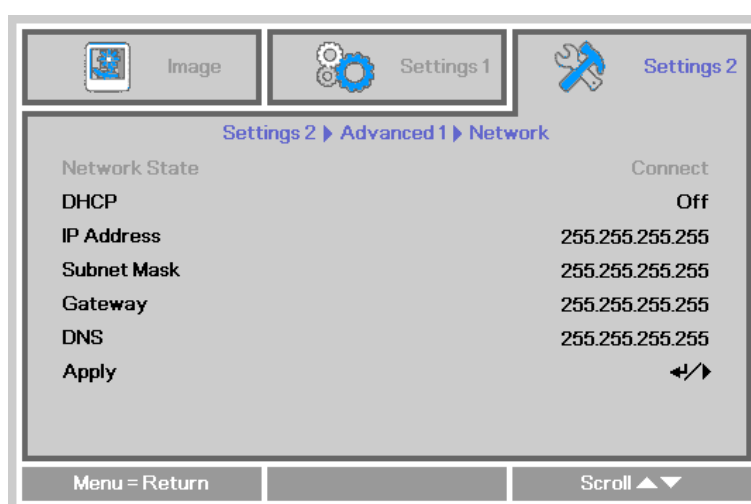 Image Settings 1 Settings 2
Settings 2 Advanced 1 Network
Network State Connect
DHCP Off
IP Address 255.255.255.255
Subnet Mask 255.255.255.255
Gateway 255.255.255.255
DNS 255.255.255.255
Apply
Menu = Return Scroll